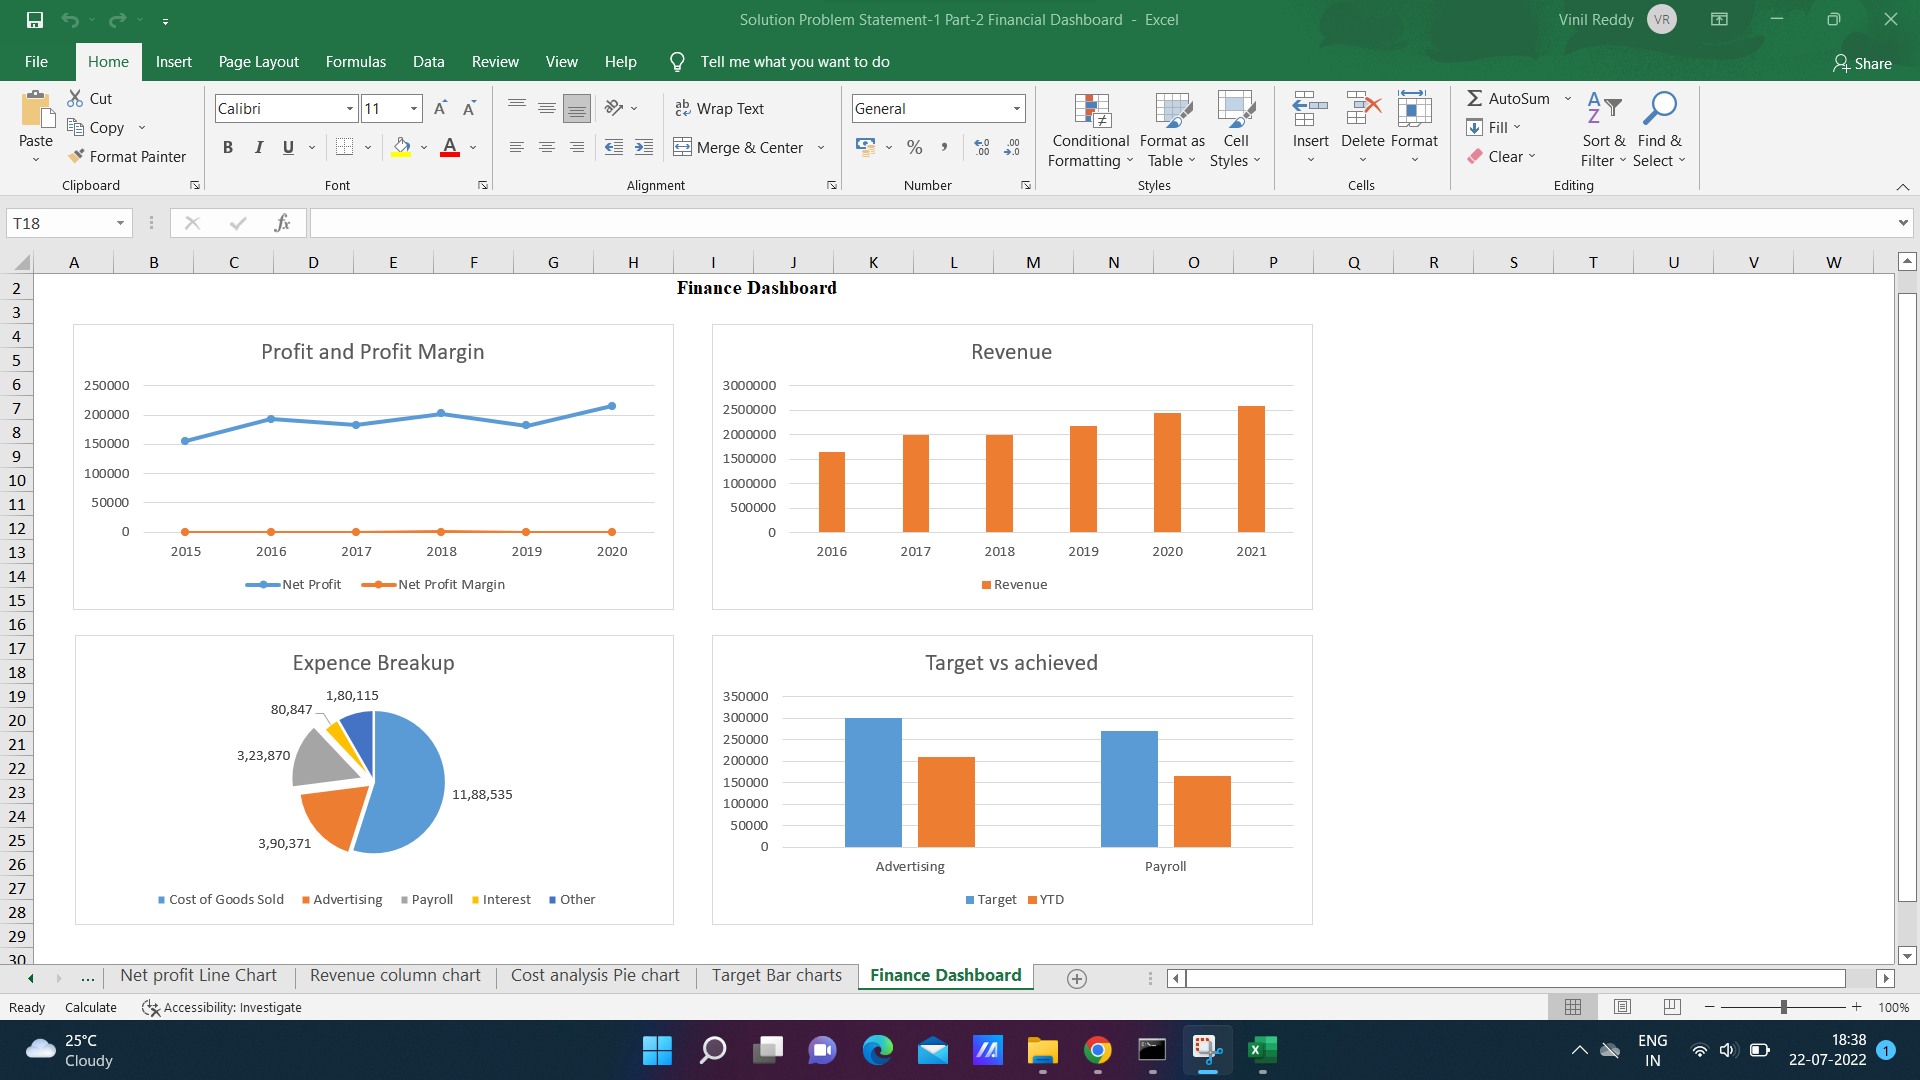 Solution Problem Statement-1 Part-2 Financial Dashboard - Excel
Vinil Reddy VR
File Home Insert Page Layout Formulas Data Review View Help Tell me what you want to do
Share
Paste
Cut
Copy
Format Painter
Clipboard
Calibri 11
A A
B I U A
Font
ab Wrap Text
Merge & Center
Alignment
General
% , .00 .00
Number
Conditional Formatting
Format as Table
Cell Styles
Styles
Insert Delete Format
Cells
AutoSum
Fill
Clear
Sort & Filter
Find & Select
Editing
T18 fx
A B C D E F G H I J K L M N O P Q R S T U V W
2
3
4
5
6
7
8
9
10
11
12
13
14
15
16
17
18
19
20
21
22
23
24
25
26
27
28
29
30
Finance Dashboard
Profit and Profit Margin
250000
200000
150000
100000
50000
0
2015 2016 2017 2018 2019 2020
Net Profit Net Profit Margin
Revenue
3000000
2500000
2000000
1500000
1000000
500000
0
2016 2017 2018 2019 2020 2021
Revenue
Expence Breakup
1,80,115
80,847
3,23,870
11,88,535
3,90,371
Cost of Goods Sold Advertising Payroll Interest Other
Target vs achieved
350000
300000
250000
200000
150000
100000
50000
0
Advertising Payroll
Target YTD
... Net profit Line Chart Revenue column chart Cost analysis Pie chart Target Bar charts Finance Dashboard
Ready Calculate Accessibility: Investigate
100%
25°C
Cloudy
ENG
IN
18:38
22-07-2022
1